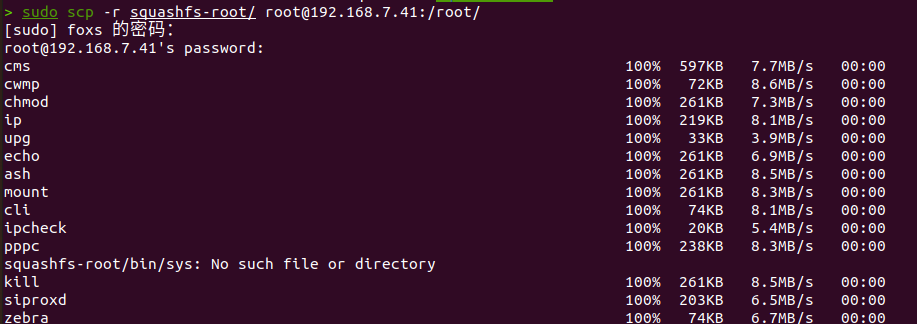 > sudo scp -r squashfs-root/ root@192.168.7.41:/root/
[sudo] foxs 的密码：
root@192.168.7.41's password:
cms 100% 597KB 7.7MB/s 00:00
cwmp 100% 72KB 8.6MB/s 00:00
chmod 100% 261KB 7.3MB/s 00:00
ip 100% 219KB 8.1MB/s 00:00
upg 100% 33KB 3.9MB/s 00:00
echo 100% 261KB 6.9MB/s 00:00
ash 100% 261KB 8.5MB/s 00:00
mount 100% 261KB 8.3MB/s 00:00
cli 100% 74KB 8.1MB/s 00:00
ipcheck 100% 20KB 5.4MB/s 00:00
pppc 100% 238KB 8.3MB/s 00:00
squashfs-root/bin/sys: No such file or directory
kill 100% 261KB 8.5MB/s 00:00
siproxd 100% 203KB 6.5MB/s 00:00
zebra 100% 74KB 6.7MB/s 00:00